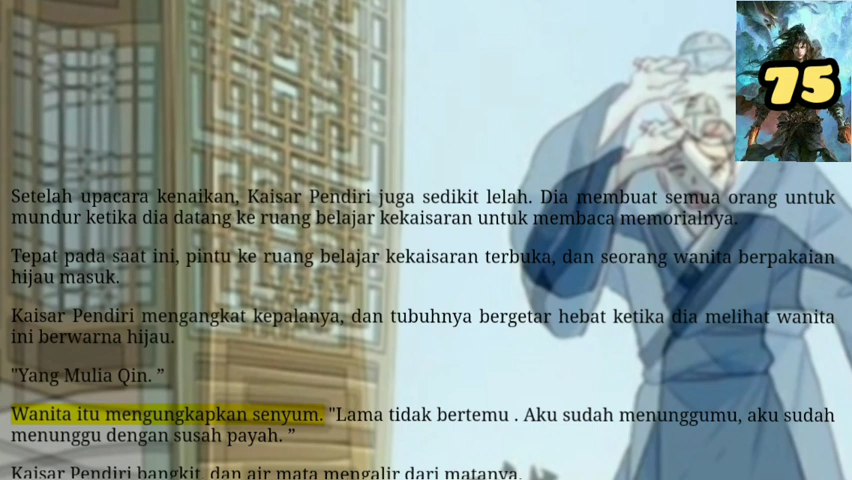 75
Setelah upacara kenaikan, Kaisar Pendiri juga sedikit lelah. Dia membuat semua orang untuk
mundur ketika dia datang ke ruang belajar kekaisaran untuk membaca memorialnya.
Tepat pada saat ini, pintu ke ruang belajar kekaisaran terbuka, dan seorang wanita berpakaian
hijau masuk.
Kaisar Pendiri mengangkat kepalanya, dan tubuhnya bergetar hebat ketika dia melihat wanita
ini berwarna hijau.
"Yang Mulia Qin. ”
Wanita itu mengungkapkan senyum. "Lama tidak bertemu . Aku sudah menunggumu, aku sudah
menunggu dengan susah payah. ”
Kaisar Pendiri bangkit, dan air mata mengalir dari matanya.